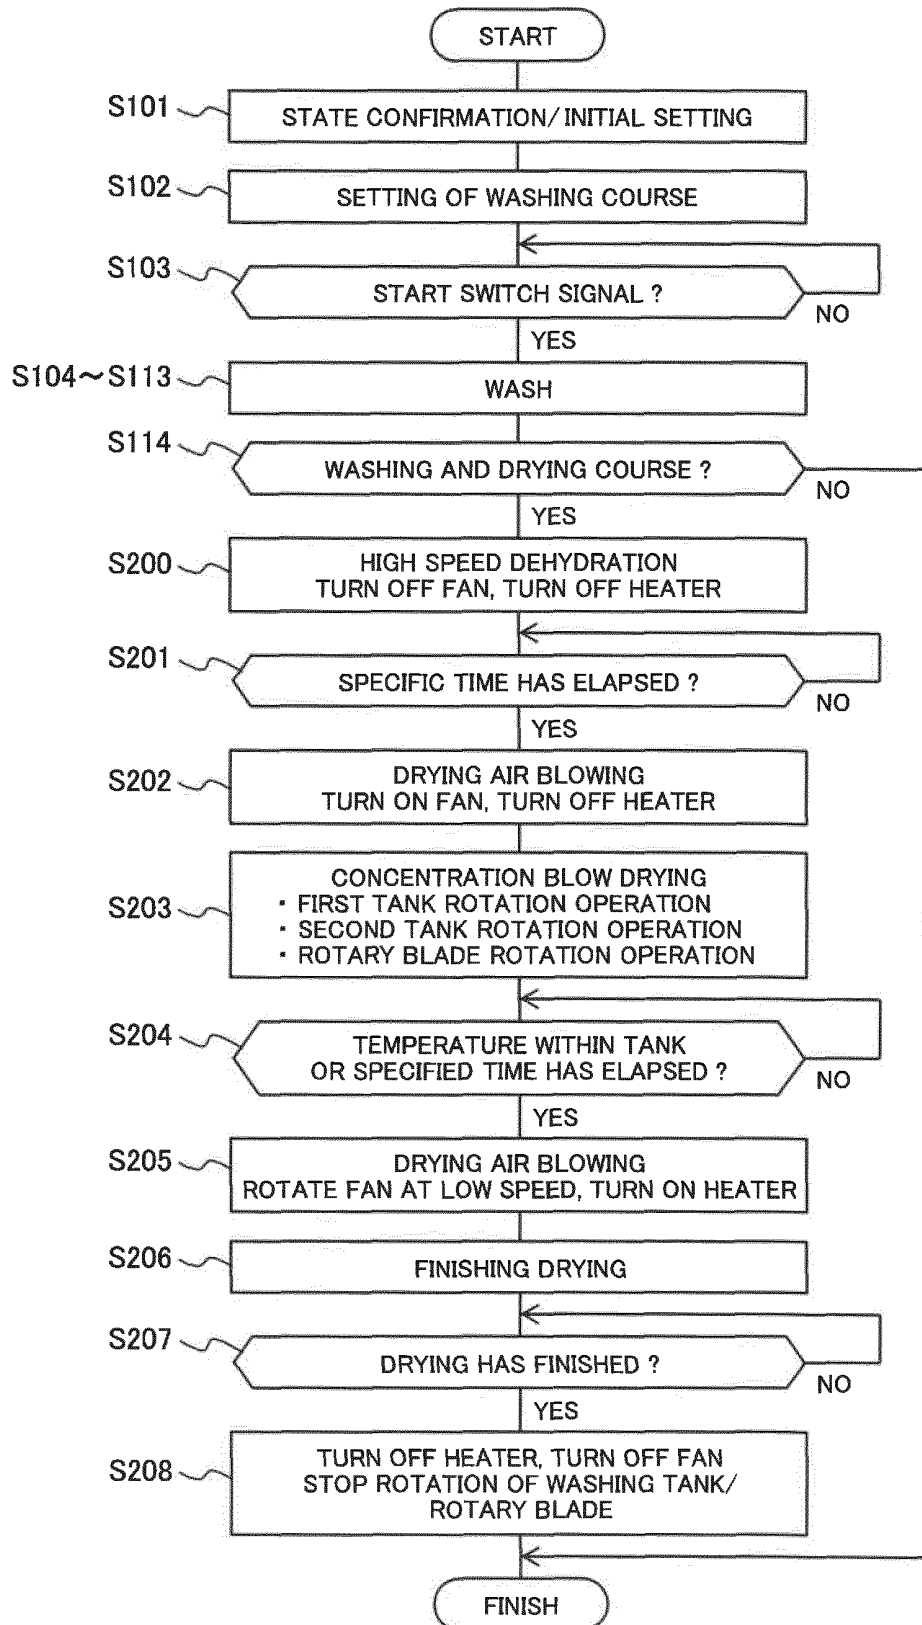 START
S101
STATE CONFIRMATION/INITIAL SETTING
S102
SETTING OF WASHING COURSE
S103
START SWITCH SIGNAL ?
NO
YES
S104～S113
WASH
S114
WASHING AND DRYING COURSE ?
NO
YES
S200
HIGH SPEED DEHYDRATION
TURN OFF FAN, TURN OFF HEATER
S201
SPECIFIC TIME HAS ELAPSED ?
NO
YES
S202
DRYING AIR BLOWING
TURN ON FAN, TURN OFF HEATER
S203
CONCENTRATION BLOW DRYING
・FIRST TANK ROTATION OPERATION
・SECOND TANK ROTATION OPERATION
・ROTARY BLADE ROTATION OPERATION
S204
TEMPERATURE WITHIN TANK
OR SPECIFIED TIME HAS ELAPSED ?
NO
YES
S205
DRYING AIR BLOWING
ROTATE FAN AT LOW SPEED, TURN ON HEATER
S206
FINISHING DRYING
S207
DRYING HAS FINISHED ?
NO
YES
S208
TURN OFF HEATER, TURN OFF FAN
STOP ROTATION OF WASHING TANK/
ROTARY BLADE
FINISH